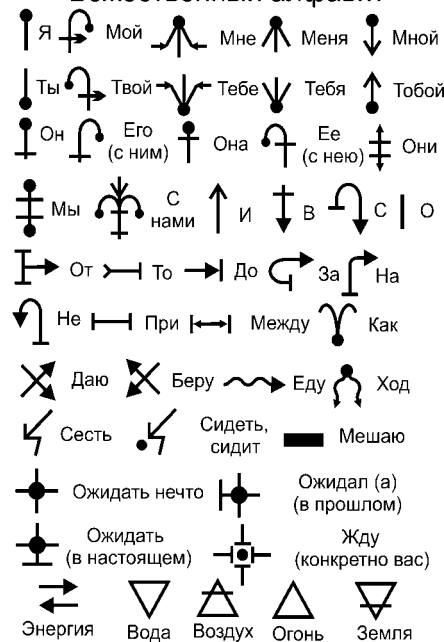 Божественный алфавит
Я Мой Мне Меня Мной
Ты Твой Тебе Тебя Тобой
Он Его (с ним) Она Ее (с нею) Они
Мы С нами И В С О
От То До За На
Не При Между Как
Даю Беру Еду Ход
Сесть Сидеть, сидит Мешаю
Ожидать нечто Ожидал (а) (в прошлом)
Ожидать (в настоящем) Жду (конкретно вас)
Энергия Вода Воздух Огонь Земля